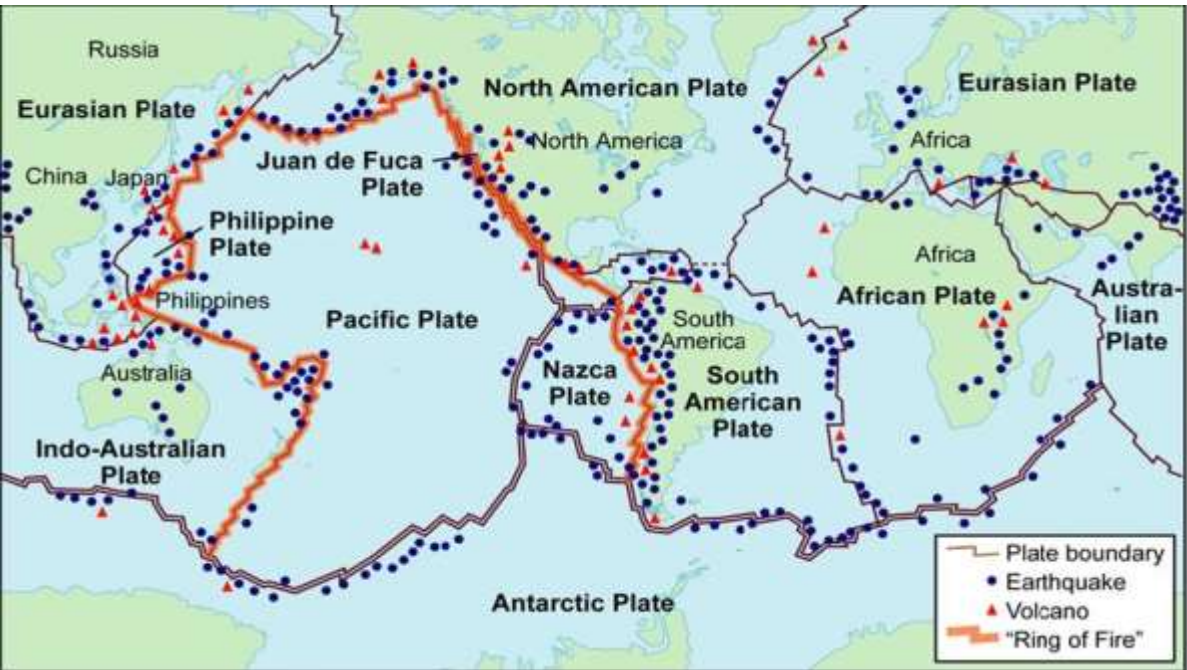 Russia
Eurasian Plate
North American Plate
Eurasian Plate
North America
Africa
Juan de Fuca
Plate
China
Japan
Philippine
Plate
Africa
Philippines
African Plate
Austra-
lian
Plate
Pacific Plate
South
America
Australia
Nazca
Plate
South
American
Plate
Indo-Australian
Plate
Antarctic Plate
Plate boundary
Earthquake
Volcano
"Ring of Fire"